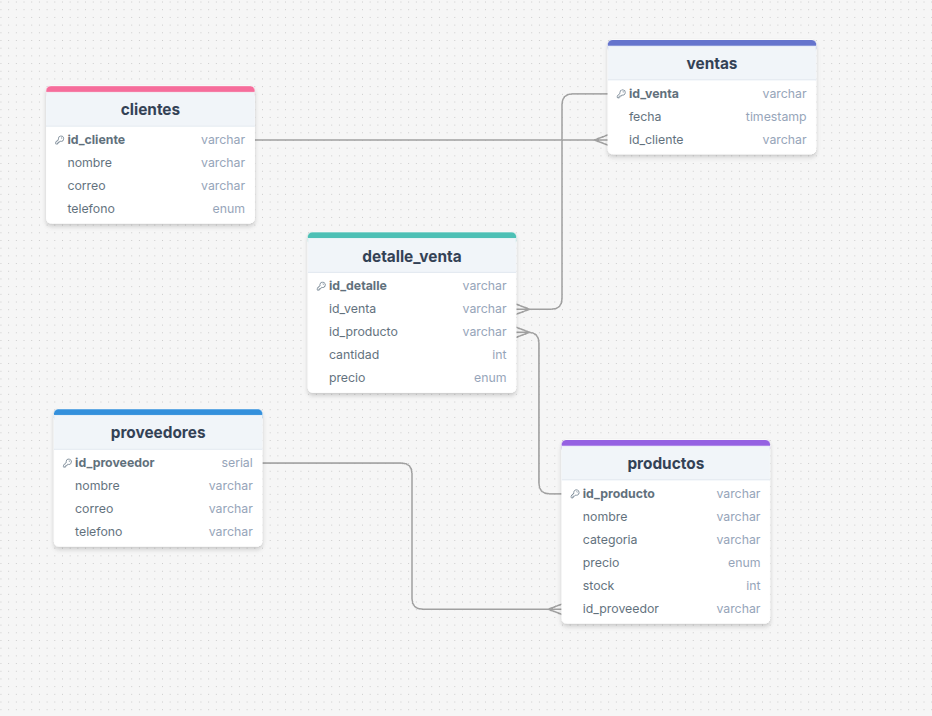 clientes
id_cliente varchar
nombre varchar
correo varchar
telefono enum
ventas
id_venta varchar
fecha timestamp
id_cliente varchar
detalle_venta
id_detalle varchar
id_venta varchar
id_producto varchar
cantidad int
precio enum
proveedores
id_proveedor serial
nombre varchar
correo varchar
telefono varchar
productos
id_producto varchar
nombre varchar
categoria varchar
precio enum
stock int
id_proveedor varchar